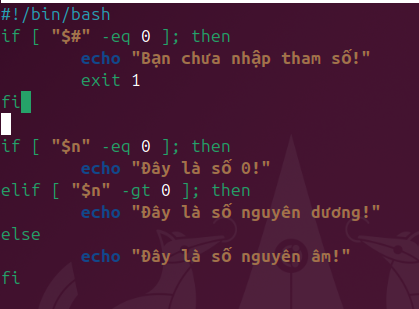 #!/bin/bash
if [ "$#" -eq 0 ]; then
        echo "Bạn chưa nhập tham số!"
        exit 1
fi
if [ "$n" -eq 0 ]; then
        echo "Đây là số 0!"
elif [ "$n" -gt 0 ]; then
        echo "Đây là số nguyên dương!"
else
        echo "Đây là số nguyên âm!"
fi